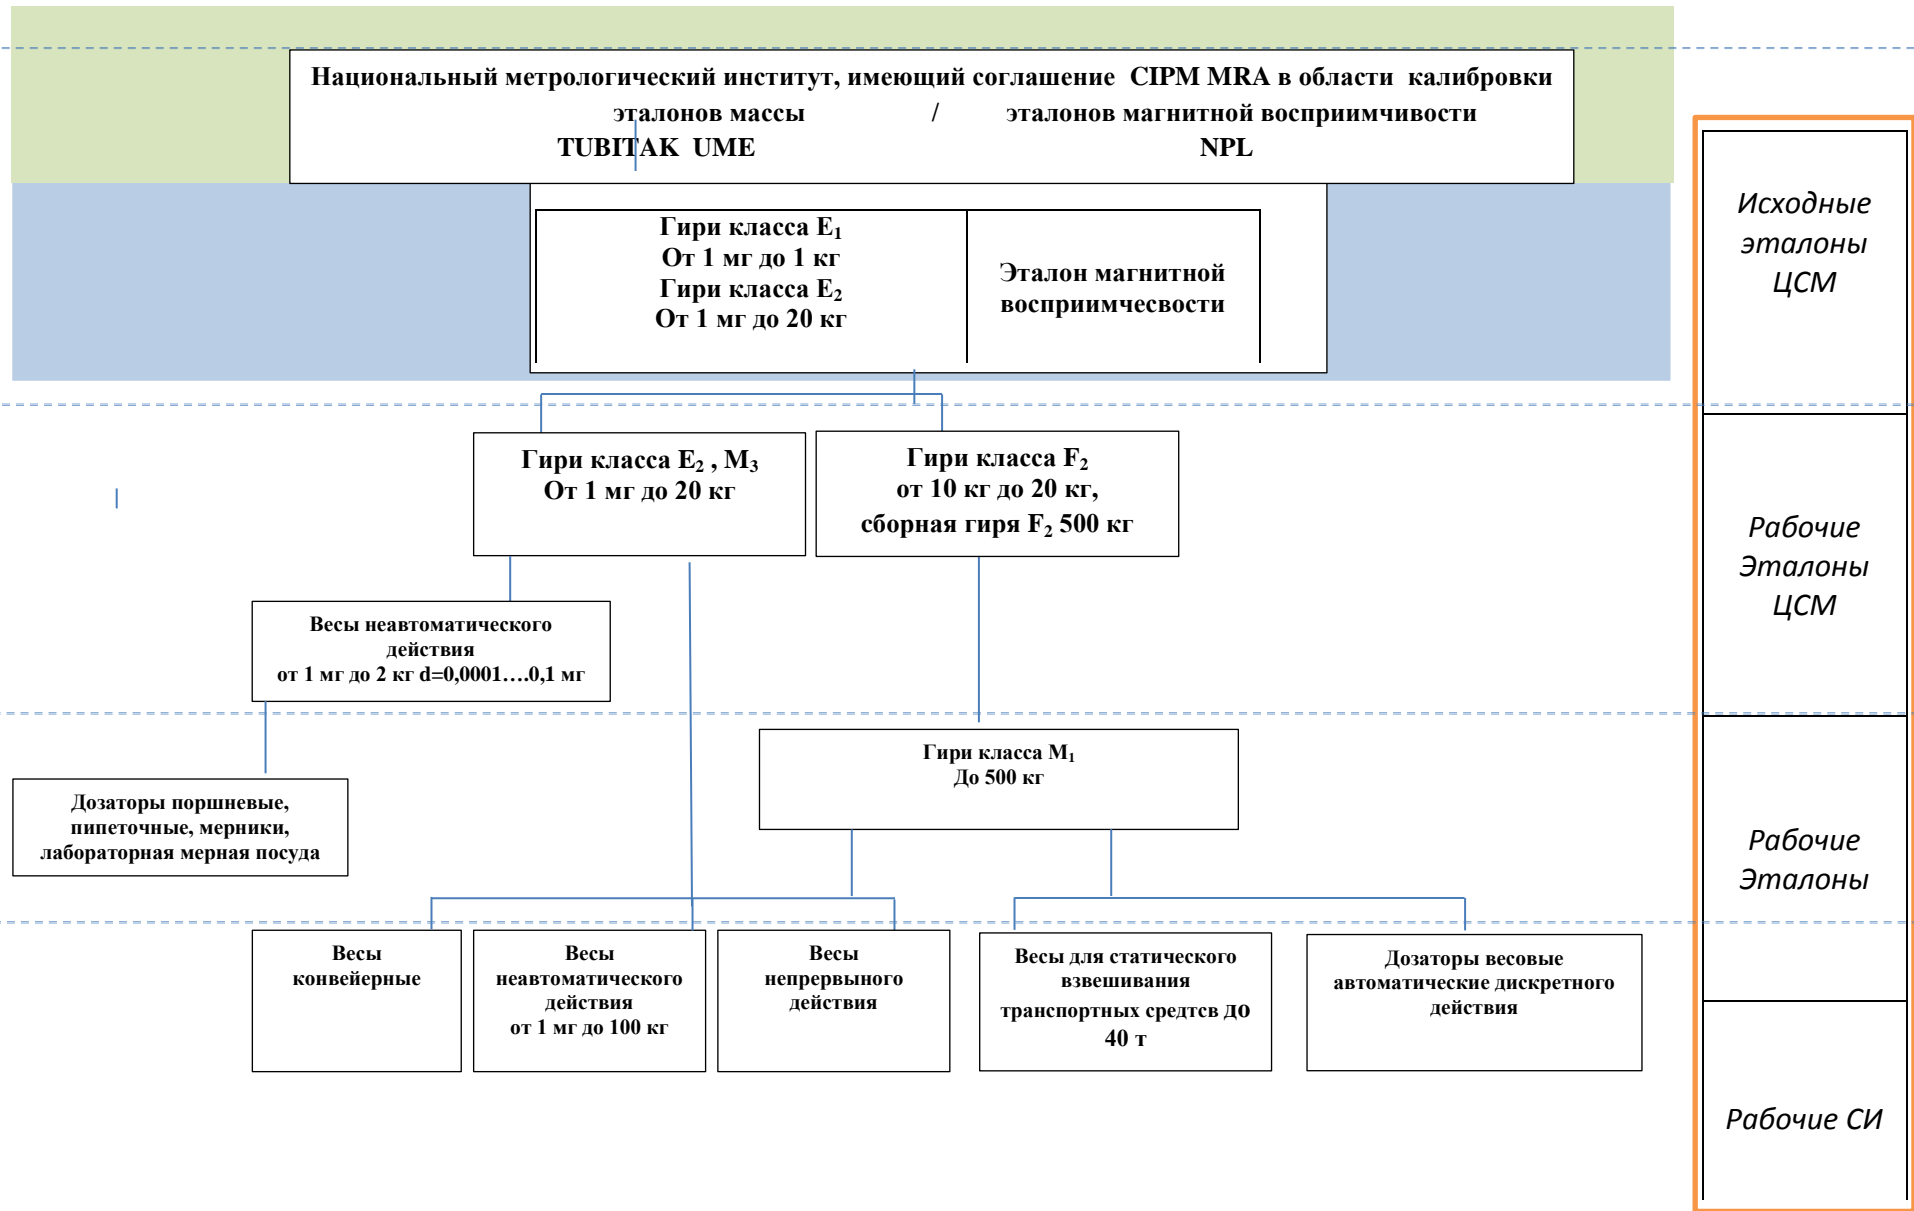 Национальный метрологический институт, имеющий соглашение CIPM MRA в области калибровки
эталонов массы / эталонов магнитной восприимчивости
TUBITAK UME NPL
Гири класса E₁
От 1 мг до 1 кг
Гири класса E₂
От 1 мг до 20 кг
Эталон магнитной
восприимчесвости
Исходные
эталоны
ЦСМ
Гири класса E₂ , M₃
От 1 мг до 20 кг
Гири класса F₂
от 10 кг до 20 кг,
сборная гиря F₂ 500 кг
Рабочие
Эталоны
ЦСМ
Весы неавтоматического
действия
от 1 мг до 2 кг d=0,0001….0,1 мг
Гири класса M₁
До 500 кг
Дозаторы поршневые,
пипеточные, мерники,
лабораторная мерная посуда
Рабочие
Эталоны
Весы
конвейерные
Весы
неавтоматического
действия
от 1 мг до 100 кг
Весы
непрервыного
действия
Весы для статического
взвешивания
транспортных средтсв до
40 т
Дозаторы весовые
автоматические дискретного
действия
Рабочие СИ